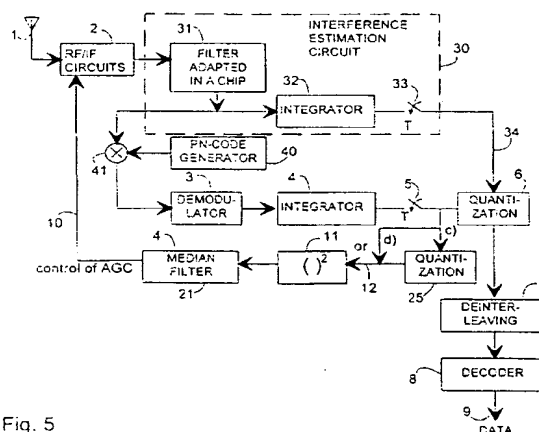 31
INTERFERENCE
ESTIMATION
CIRCUIT
1
2
30
RF/IF
CIRCUITS
FILTER
ADAPTED
IN A CHIP
32
33
INTEGRATOR
T
34
41
PN-CODE
GENERATOR
40
3
4
5
6
DEMODU-
LATOR
INTEGRATOR
T
QUANTI-
ZATION
10
d)
c)
4
11
or
control of AGC
MEDIAN
FILTER
( )2
12
QUANTI-
ZATION
21
25
DEINTER-
LEAVING
8
DECODER
9
DATA
Fig. 5